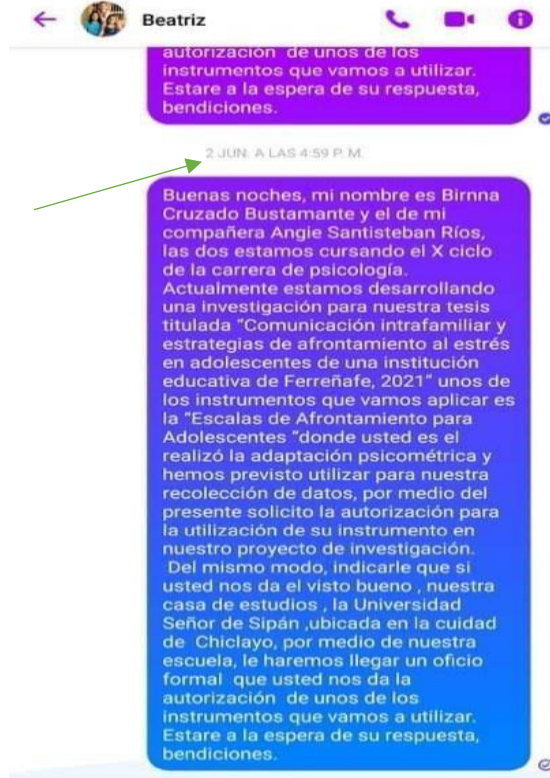 Beatriz
autorización de unos de los
instrumentos que vamos a utilizar.
Estare a la espera de su respuesta,
bendiciones.
2 JUN. A LAS 4:59 P. M.
Buenas noches, mi nombre es Birnna
Cruzado Bustamante y el de mi
compañera Angie Santisteban Ríos,
las dos estamos cursando el X ciclo
de la carrera de psicología.
Actualmente estamos desarrollando
una investigación para nuestra tesis
titulada "Comunicación intrafamiliar y
estrategias de afrontamiento al estrés
en adolescentes de una institución
educativa de Ferreñafe, 2021" unos de
los instrumentos que vamos aplicar es
la "Escalas de Afrontamiento para
Adolescentes "donde usted es el
realizó la adaptación psicométrica y
hemos previsto utilizar para nuestra
recolección de datos, por medio del
presente solicito la autorización para
la utilización de su instrumento en
nuestro proyecto de investigación.
Del mismo modo, indicarle que si
usted nos da el visto bueno , nuestra
casa de estudios , la Universidad
Señor de Sipán ,ubicada en la cuidad
de Chiclayo, por medio de nuestra
escuela, le haremos llegar un oficio
formal que usted nos da la
autorización de unos de los
instrumentos que vamos a utilizar.
Estare a la espera de su respuesta,
bendiciones.